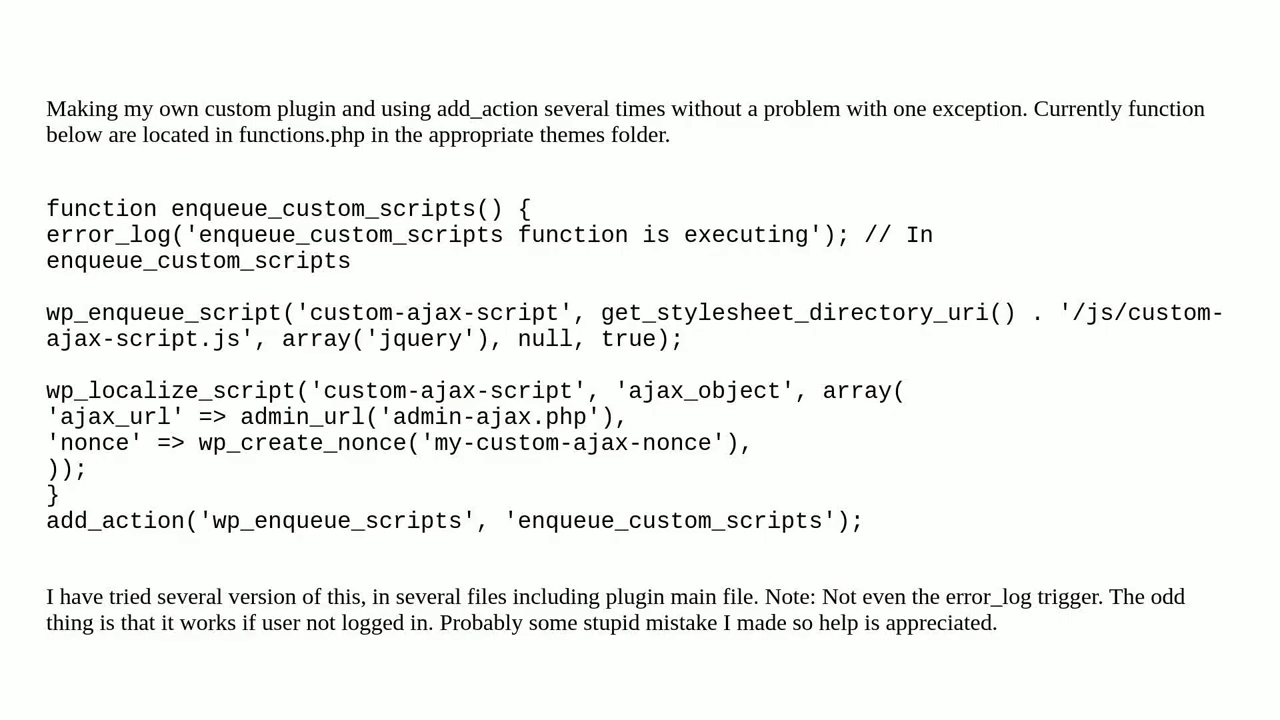 Making my own custom plugin and using add_action several times without a problem with one exception. Currently function
below are located in functions.php in the appropriate themes folder.
function enqueue_custom_scripts() {
error_log('enqueue_custom_scripts function is executing'); // In
enqueue_custom_scripts
wp_enqueue_script('custom-ajax-script', get_stylesheet_directory_uri() . '/js/custom-
ajax-script.js', array('jquery'), null, true);
wp_localize_script('custom-ajax-script', 'ajax_object', array(
'ajax_url' => admin_url('admin-ajax.php'),
'nonce' => wp_create_nonce('my-custom-ajax-nonce'),
));
}
add_action('wp_enqueue_scripts', 'enqueue_custom_scripts');
I have tried several version of this, in several files including plugin main file. Note: Not even the error_log trigger. The odd
thing is that it works if user not logged in. Probably some stupid mistake I made so help is appreciated.